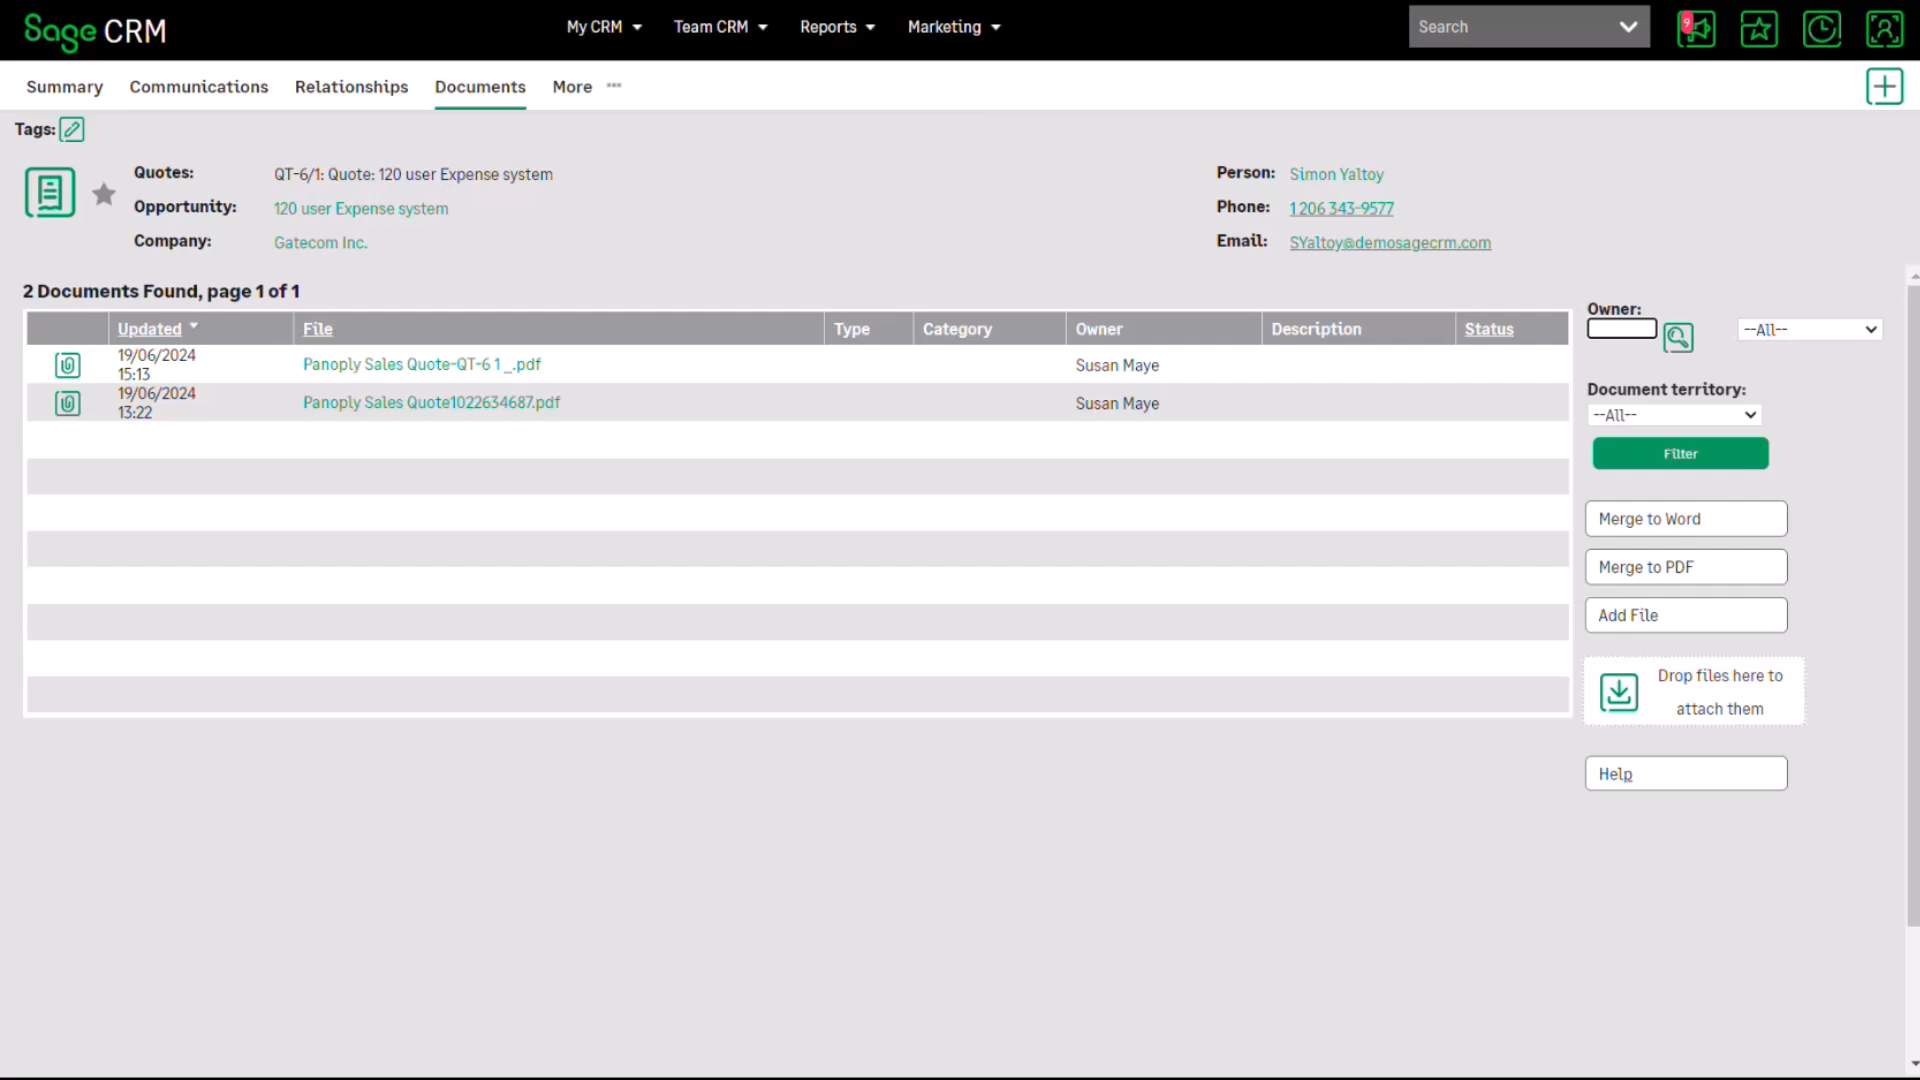 Sage CRM
My CRM
Team CRM
Reports
Marketing
Search
9
Summary
Communications
Relationships
Documents
More
Tags:
Quotes: QT-6/1: Quote: 120 user Expense system
Opportunity: 120 user Expense system
Company: Gatecom Inc.
Person: Simon Yaltoy
Phone: 1 206 343-9577
Email: SYaltoy@demosagecrm.com
2 Documents Found, page 1 of 1
Updated File Type Category Owner Description Status
19/06/2024
15:13
Panoply Sales Quote-QT-6 1 _.pdf
Susan Maye
19/06/2024
13:22
Panoply Sales Quote1022634687.pdf
Susan Maye
Owner:
--All--
Document territory:
--All--
Filter
Merge to Word
Merge to PDF
Add File
Drop files here to
attach them
Help